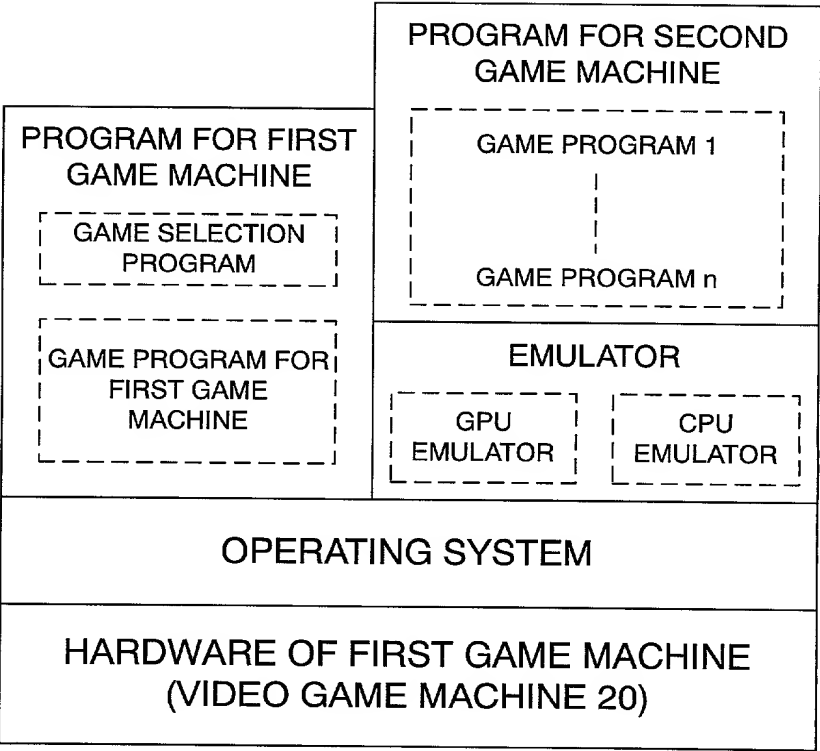 PROGRAM FOR SECOND
GAME MACHINE
GAME PROGRAM 1
GAME PROGRAM n
PROGRAM FOR FIRST
GAME MACHINE
GAME SELECTION
PROGRAM
GAME PROGRAM FOR
FIRST GAME
MACHINE
EMULATOR
GPU
EMULATOR
CPU
EMULATOR
OPERATING SYSTEM
HARDWARE OF FIRST GAME MACHINE
(VIDEO GAME MACHINE 20)